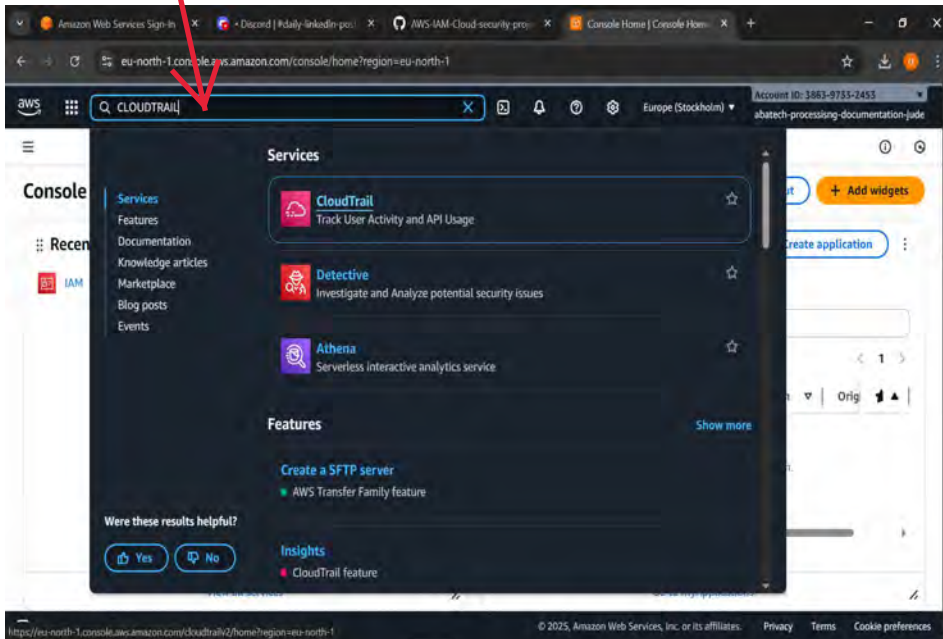 Amazon Web Services Sign-In
Discord | #daily-linkedin-pos
AWS-IAM-Cloud-security-proje
Console Home | Console Home
eu-north-1.console.aws.amazon.com/console/home?region=eu-north-1
aws
CLOUDTRAIL
Europe (Stockholm)
Account ID: 3863-9733-2453
abatech-processisng-documentation-jude
Console
+ Add widgets
Recen
IAM
Create application
1
Orig
Services
Features
Documentation
Knowledge articles
Marketplace
Blog posts
Events
Were these results helpful?
Yes
No
Services
CloudTrail
Track User Activity and API Usage
Detective
Investigate and Analyze potential security issues
Athena
Serverless interactive analytics service
Features
Show more
Create a SFTP server
AWS Transfer Family feature
Insights
CloudTrail feature
https://eu-north-1.console.aws.amazon.com/cloudtrailv2/home?region=eu-north-1
© 2025, Amazon Web Services, Inc. or its affiliates.
Privacy
Terms
Cookie preferences